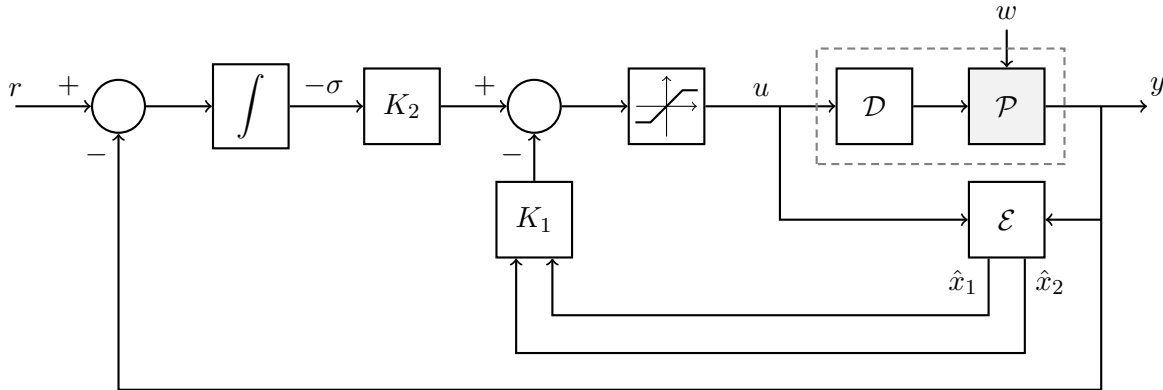 w
r + ∫ −σ K₂ + u 𝒟 𝒫 y
− −
K₁ ℰ
x̂₁ x̂₂